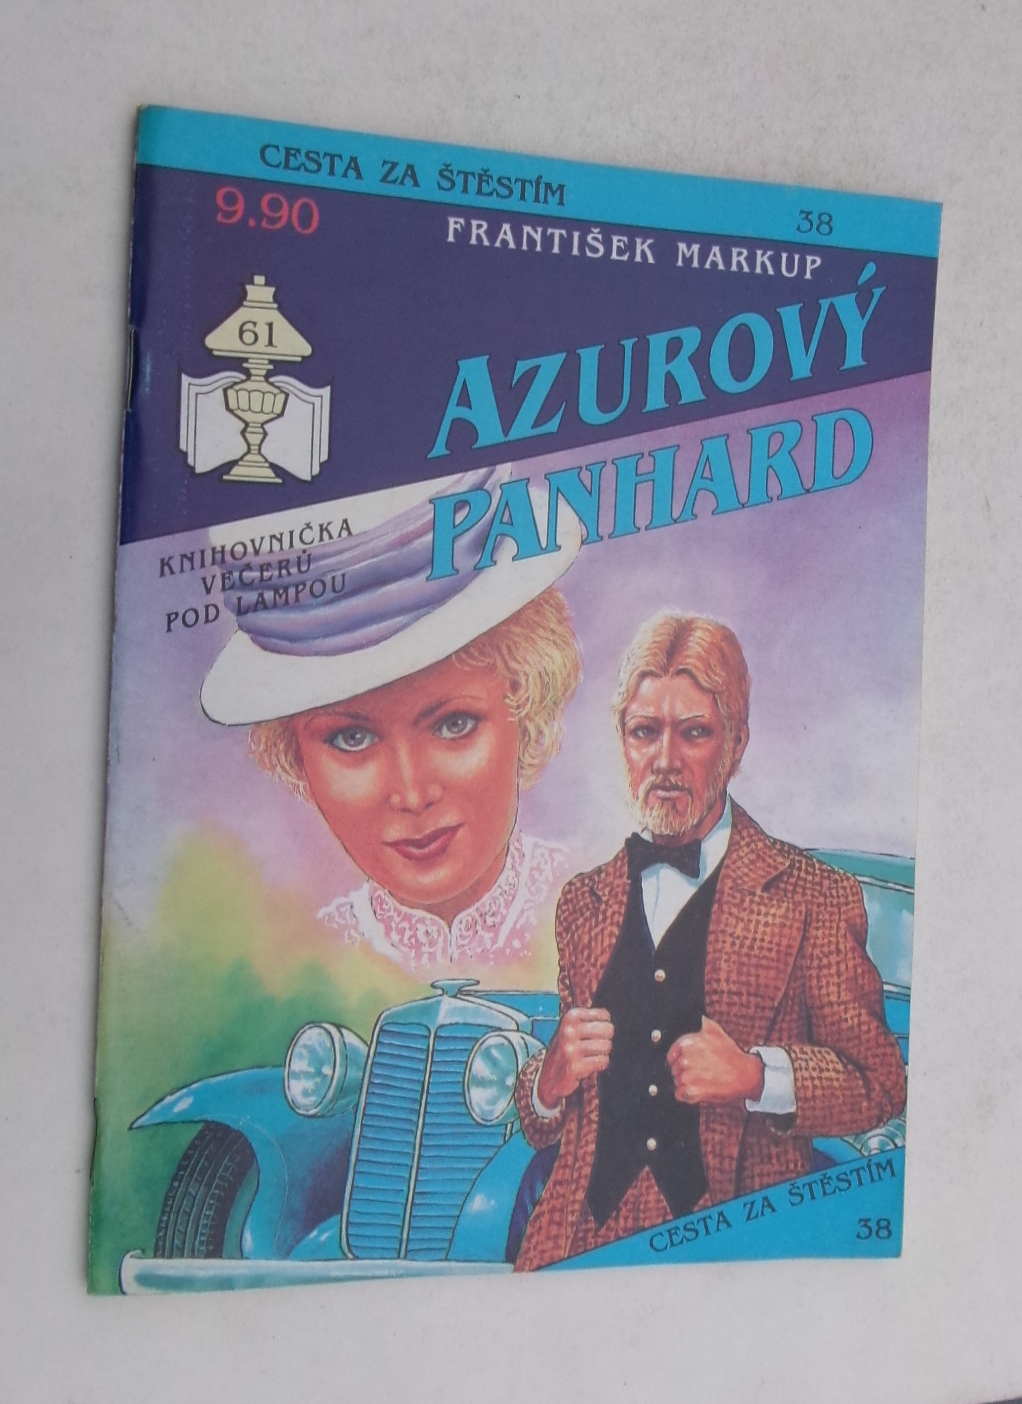 CESTA ZA ŠTĚSTÍM
38
9.90
FRANTIŠEK MARKUP
61
AZUROVÝ
PANHARD
KNIHOVNIČKA
VEČERŮ
POD LAMPOU
CESTA ZA ŠTĚSTÍM
38